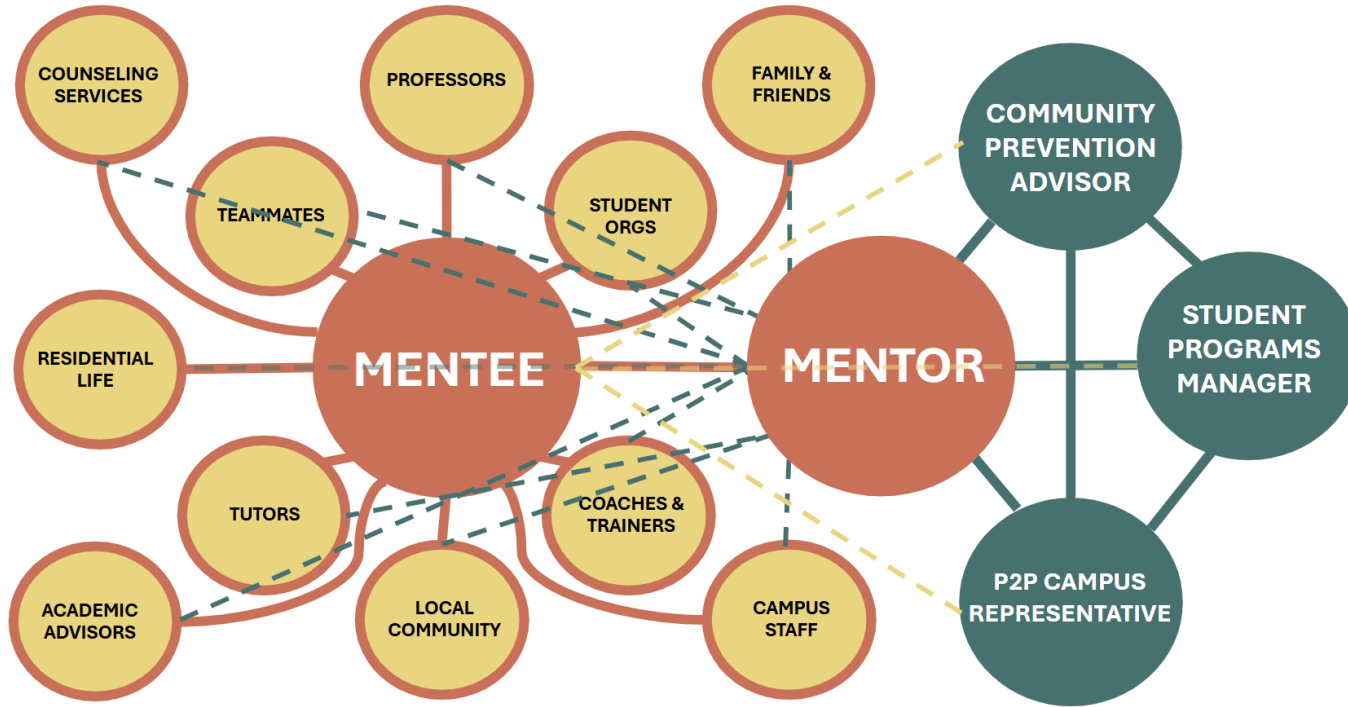 COUNSELING
SERVICES
PROFESSORS
FAMILY &
FRIENDS
COMMUNITY
PREVENTION
ADVISOR
TEAMMATES
STUDENT
ORGS
RESIDENTIAL
LIFE
MENTEE
MENTOR
STUDENT
PROGRAMS
MANAGER
TUTORS
COACHES &
TRAINERS
ACADEMIC
ADVISORS
LOCAL
COMMUNITY
CAMPUS
STAFF
P2P CAMPUS
REPRESENTATIVE